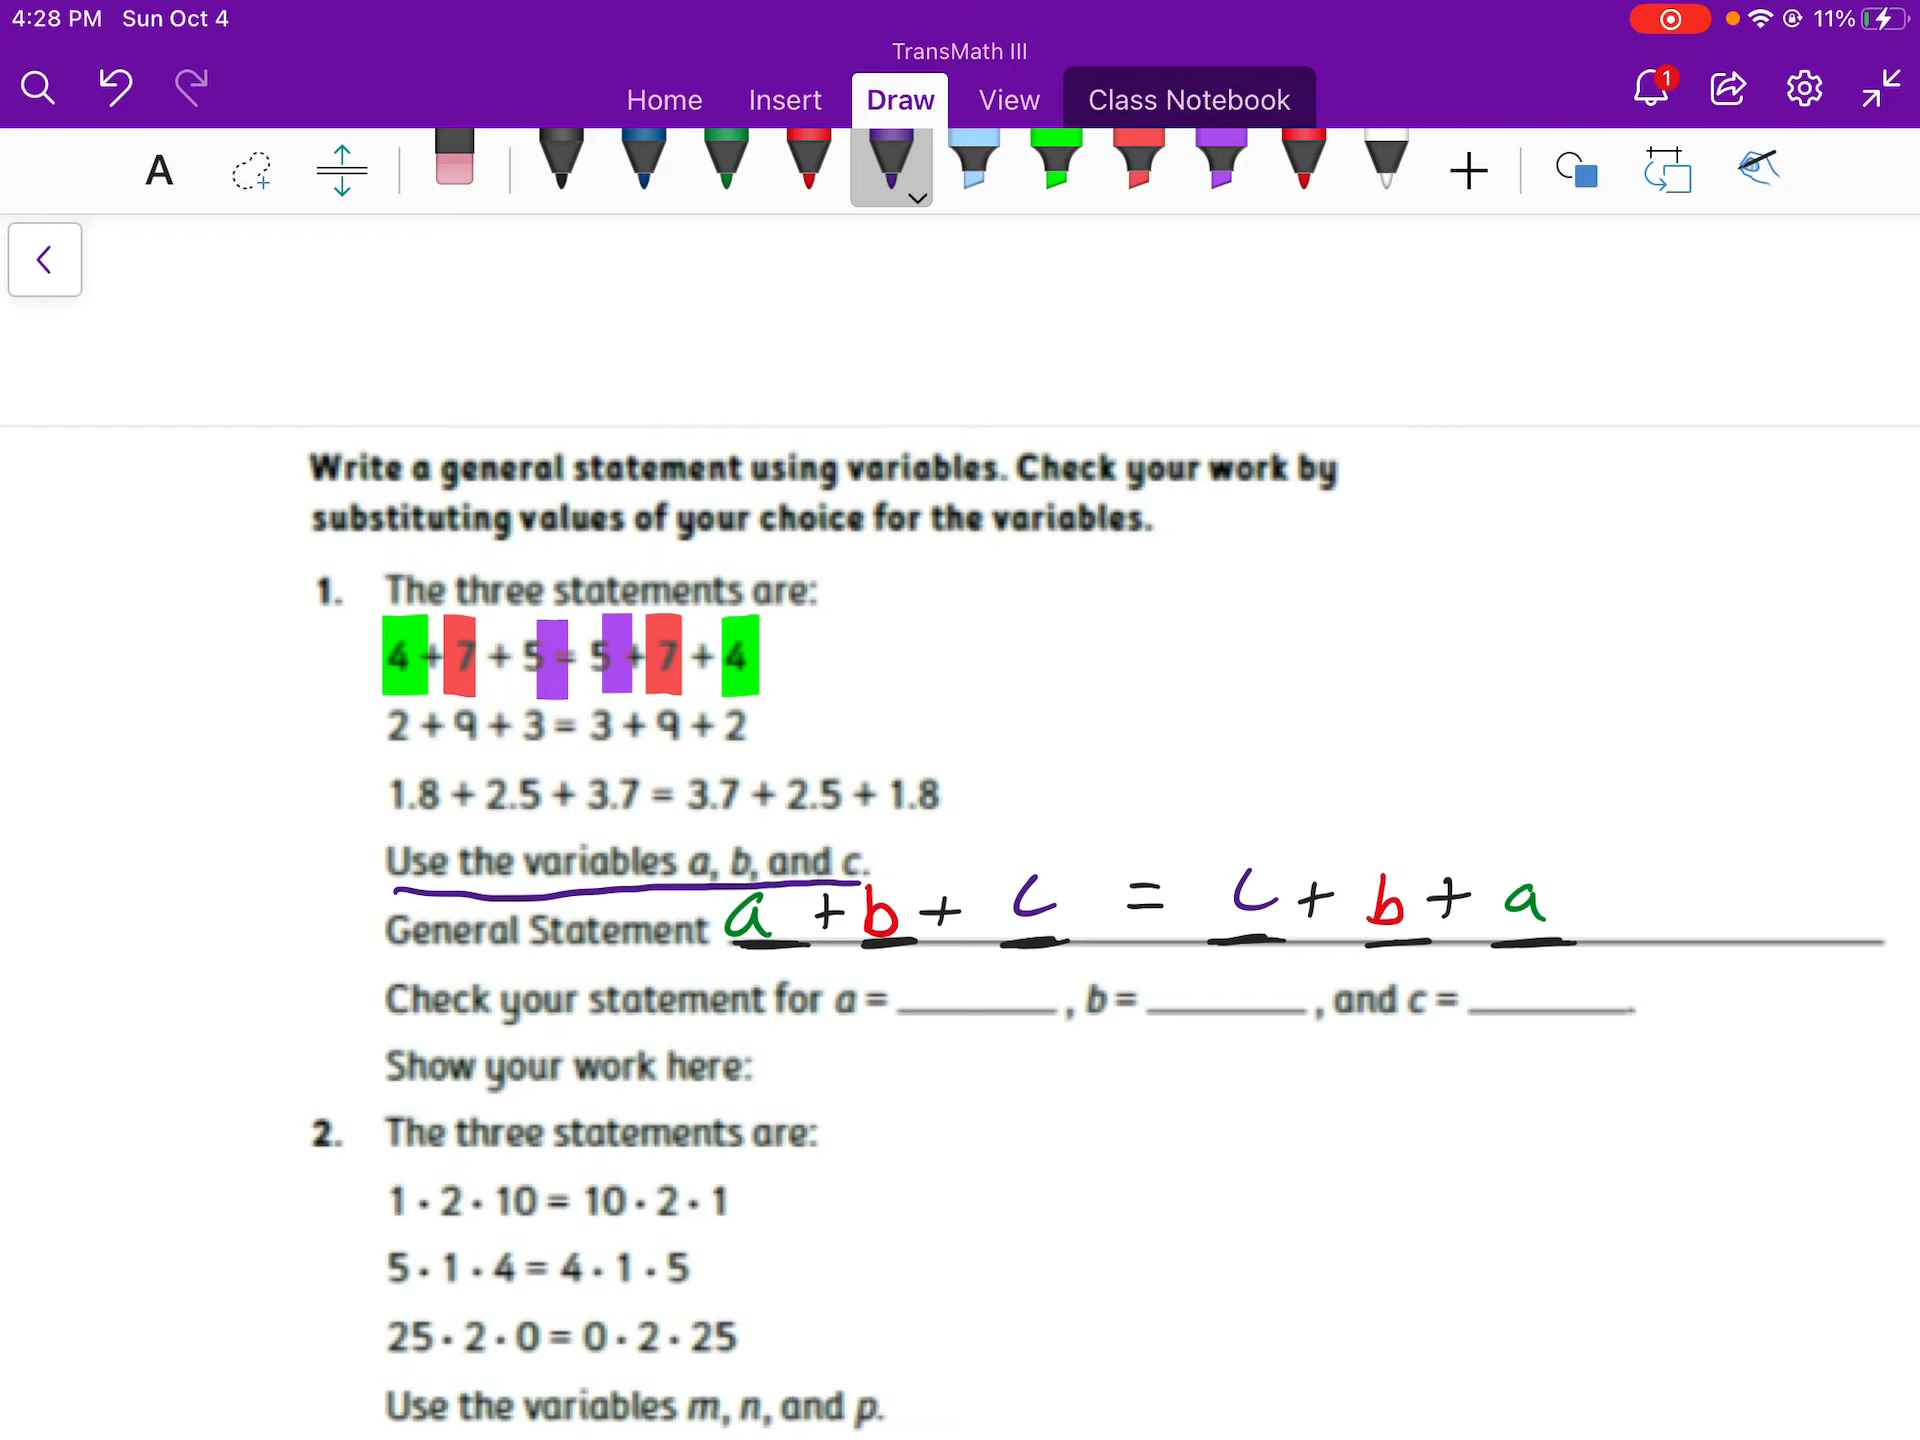 4:28 PM Sun Oct 4
11%
TransMath III
1
Home Insert Draw View Class Notebook
A
Write a general statement using variables. Check your work by
substituting values of your choice for the variables.
1. The three statements are:
4 + 7 + 5 = 5 + 7 + 4
2 + 9 + 3 = 3 + 9 + 2
1.8 + 2.5 + 3.7 = 3.7 + 2.5 + 1.8
Use the variables a, b, and c.
General Statement a + b + c = c + b + a
Check your statement for a = ________, b = ________, and c = ________.
Show your work here:
2. The three statements are:
1 · 2 · 10 = 10 · 2 · 1
5 · 1 · 4 = 4 · 1 · 5
25 · 2 · 0 = 0 · 2 · 25
Use the variables m, n, and p.